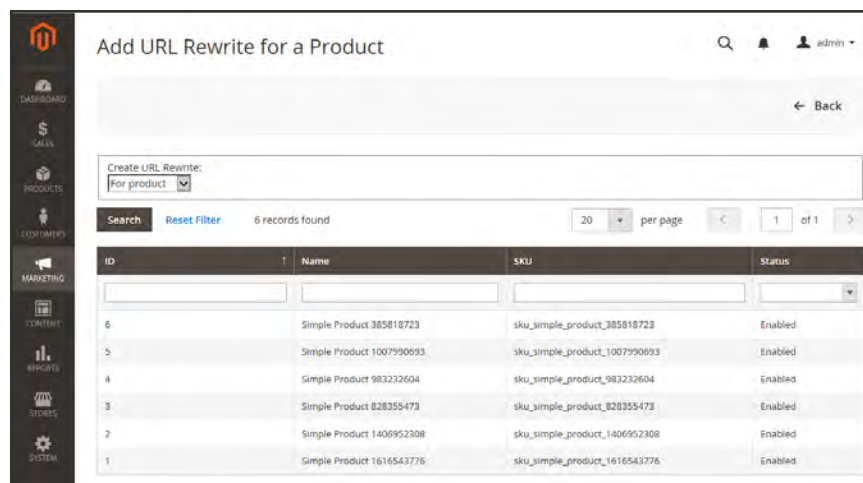 Add URL Rewrite for a Product
admin
← Back
DASHBOARD
SALES
PRODUCTS
CUSTOMERS
MARKETING
CONTENT
REPORTS
STORES
SYSTEM
Create URL Rewrite:
For product
Search Reset Filter 6 records found 20 per page 1 of 1
ID ↑ Name SKU Status
6 Simple Product 385818723 sku_simple_product_385818723 Enabled
5 Simple Product 1007990693 sku_simple_product_1007990693 Enabled
4 Simple Product 983232604 sku_simple_product_983232604 Enabled
3 Simple Product 828355473 sku_simple_product_828355473 Enabled
2 Simple Product 1406952308 sku_simple_product_1406952308 Enabled
1 Simple Product 1616543776 sku_simple_product_1616543776 Enabled